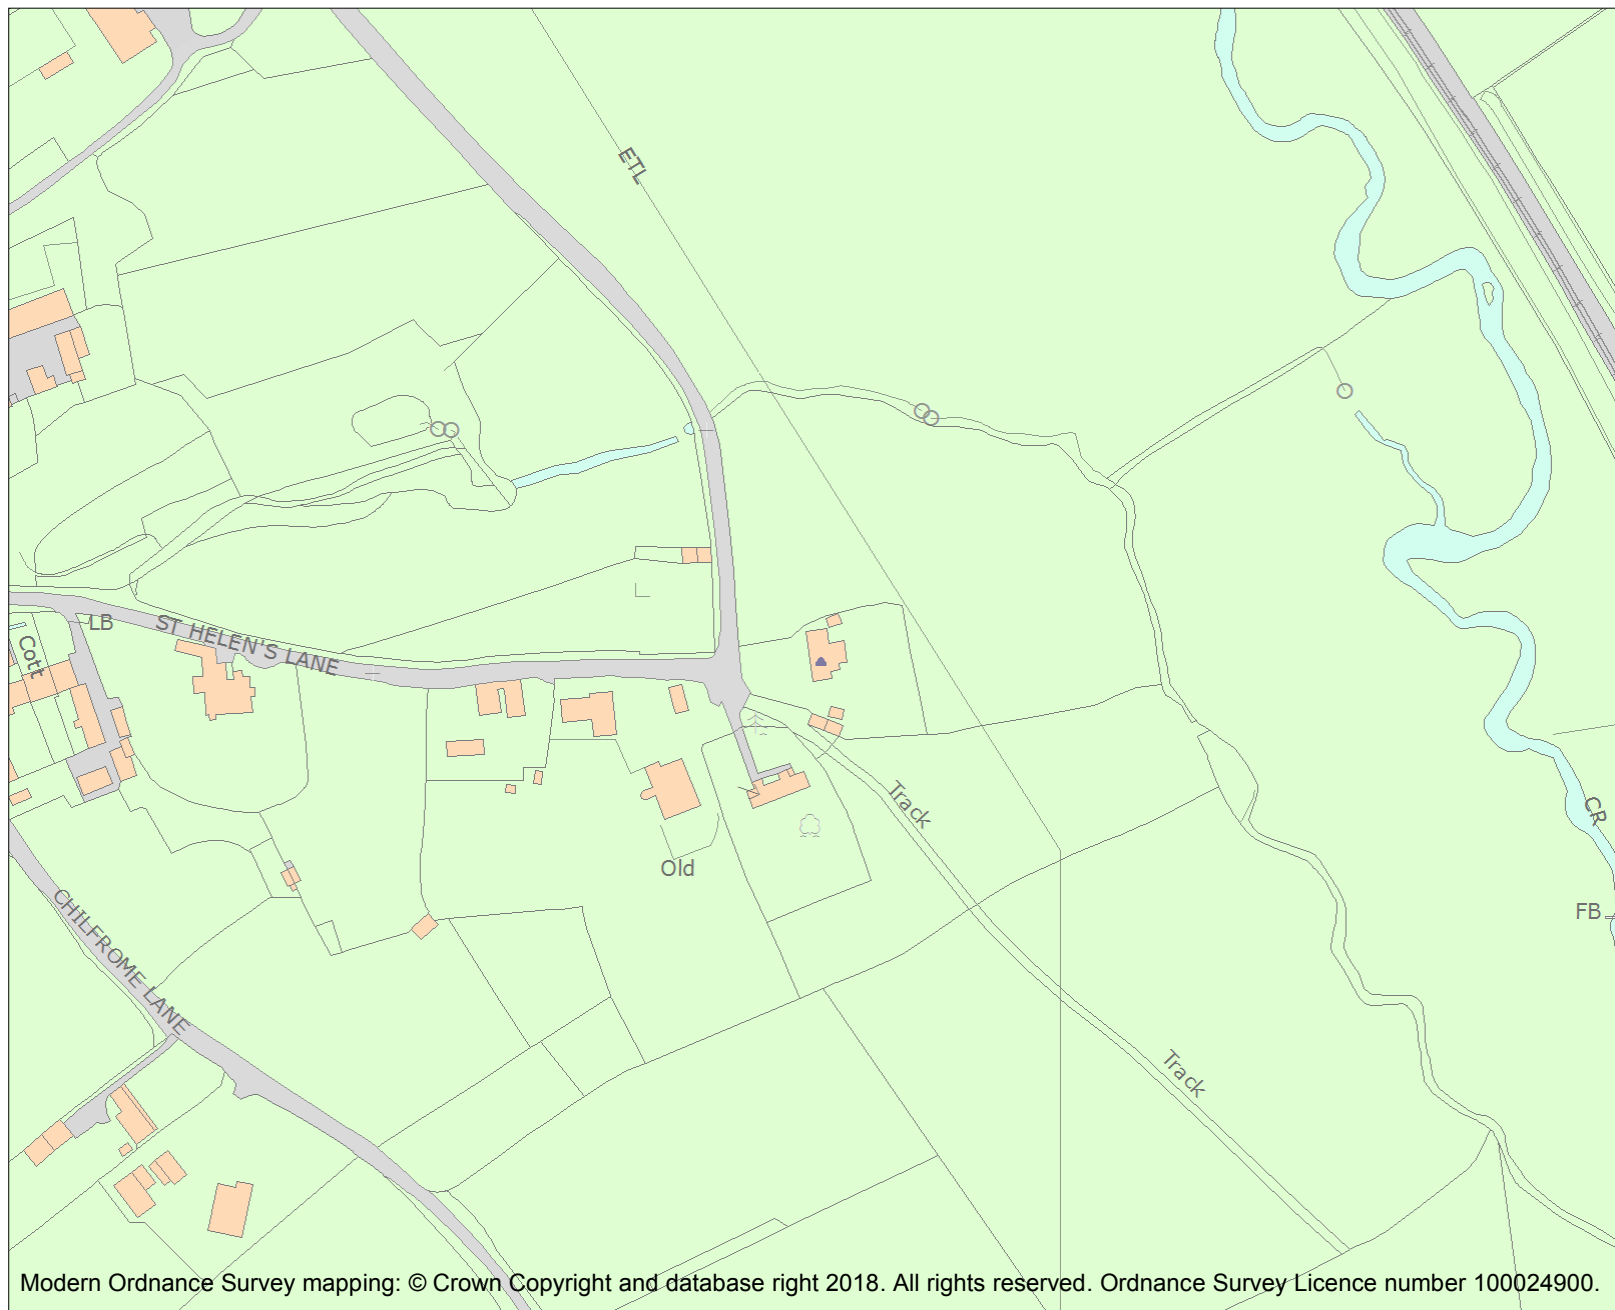 ETL
LB
ST HELEN'S LANE
Cott
Track
CR
Old
FB
CHILFROME LANE
Track
Modern Ordnance Survey mapping: © Crown Copyright and database right 2018. All rights reserved. Ordnance Survey Licence number 100024900.